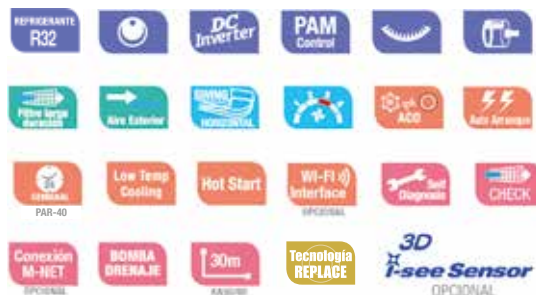 REFRIGERANTE
R32
DC
Inverter
PAM
Control
Filtro larga
duración
Aire Exterior
SWING
HORIZONTAL
ACO
Auto Arranque
SEMANAL
PAR-40
Low Temp
Cooling
Hot Start
Wi-Fi
Interface
OPCIONAL
Self
Diagnosis
CHECK
Conexión
M-NET
OPCIONAL
BOMBA
DRENAJE
30m
Tecnología
REPLACE
3D
i-see Sensor
OPCIONAL